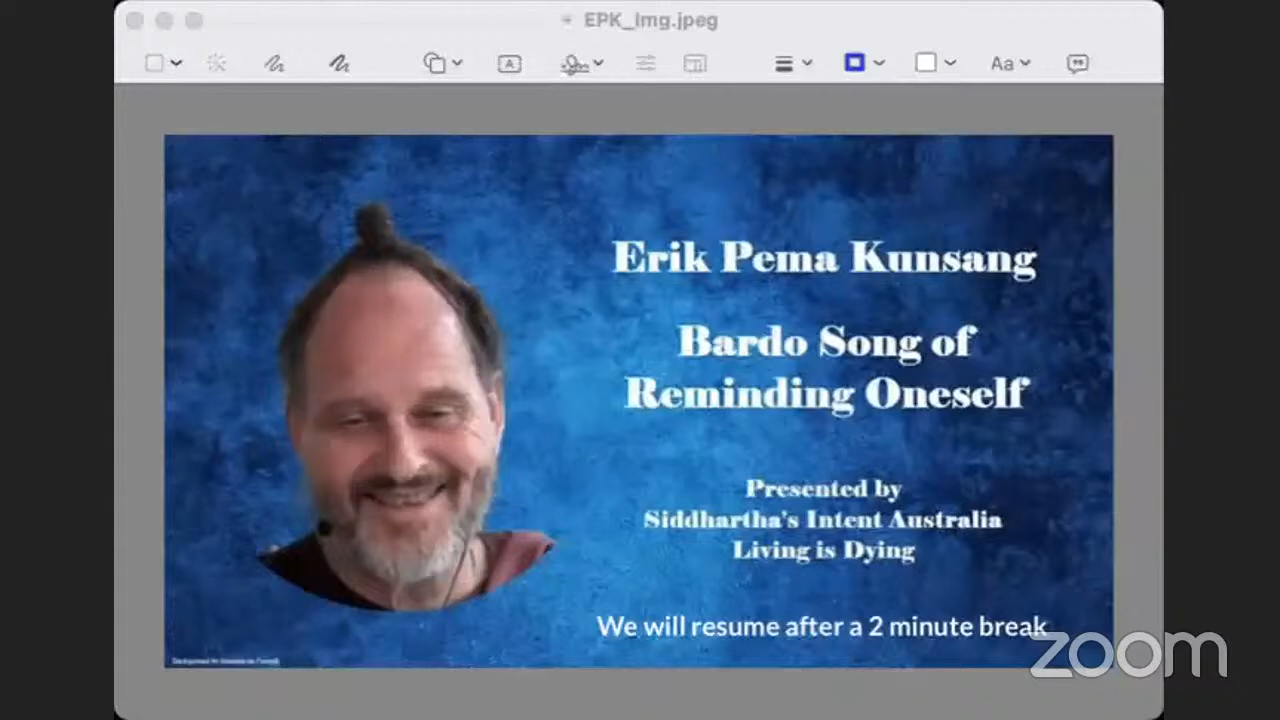 EPK_Img.jpeg
A
Aa
Erik Pema Kunsang
Bardo Song of
Reminding Oneself
Presented by
Siddhartha's Intent Australia
Living is Dying
We will resume after a 2 minute break
zoom